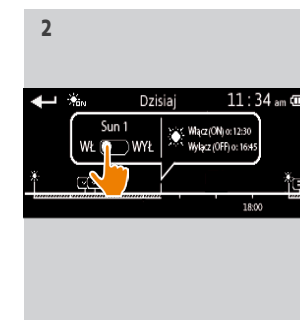 2
ON Dzisiaj 11:34 am
Sun 1
WŁ. WYŁ.
Włącz (ON) o: 12:30
Wyłącz (OFF) o: 16:45
18:00